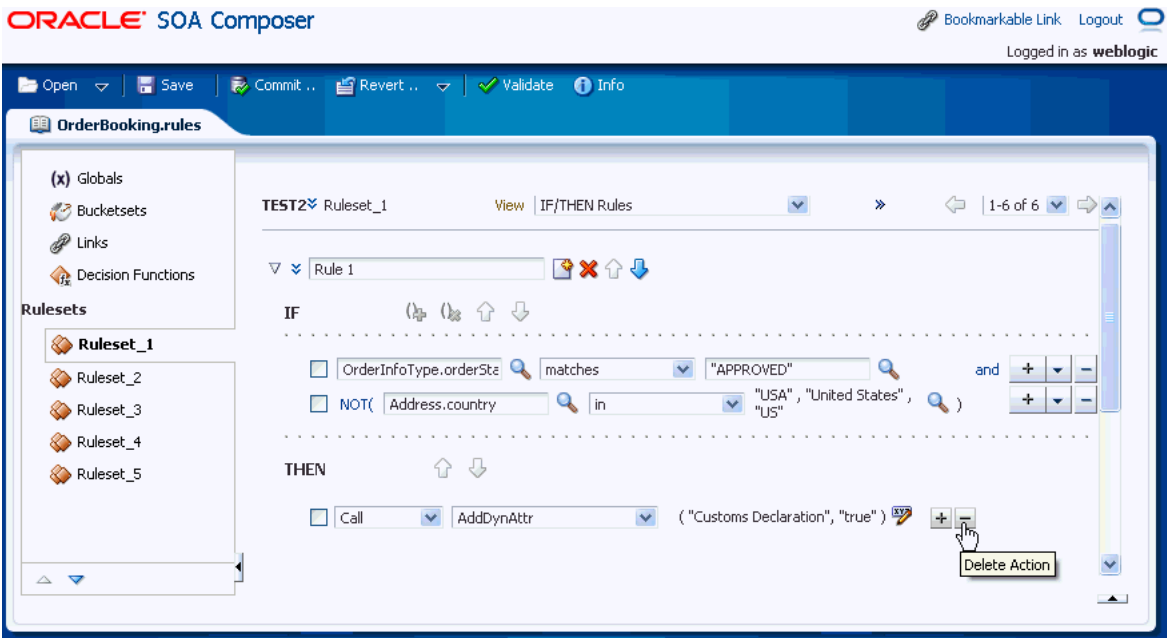 ORACLE SOA Composer
Bookmarkable Link Logout
Logged in as weblogic
Open Save Commit .. Revert .. Validate Info
OrderBooking.rules
(x) Globals
Bucketsets
Links
Decision Functions
Rulesets
Ruleset_1
Ruleset_2
Ruleset_3
Ruleset_4
Ruleset_5
TEST2 Ruleset_1 View IF/THEN Rules 1-6 of 6
Rule 1
IF
OrderInfoType.orderSta matches "APPROVED" and
NOT( Address.country in "USA" , "United States" , "US" )
THEN
Call AddDynAttr ( "Customs Declaration", "true" )
Delete Action